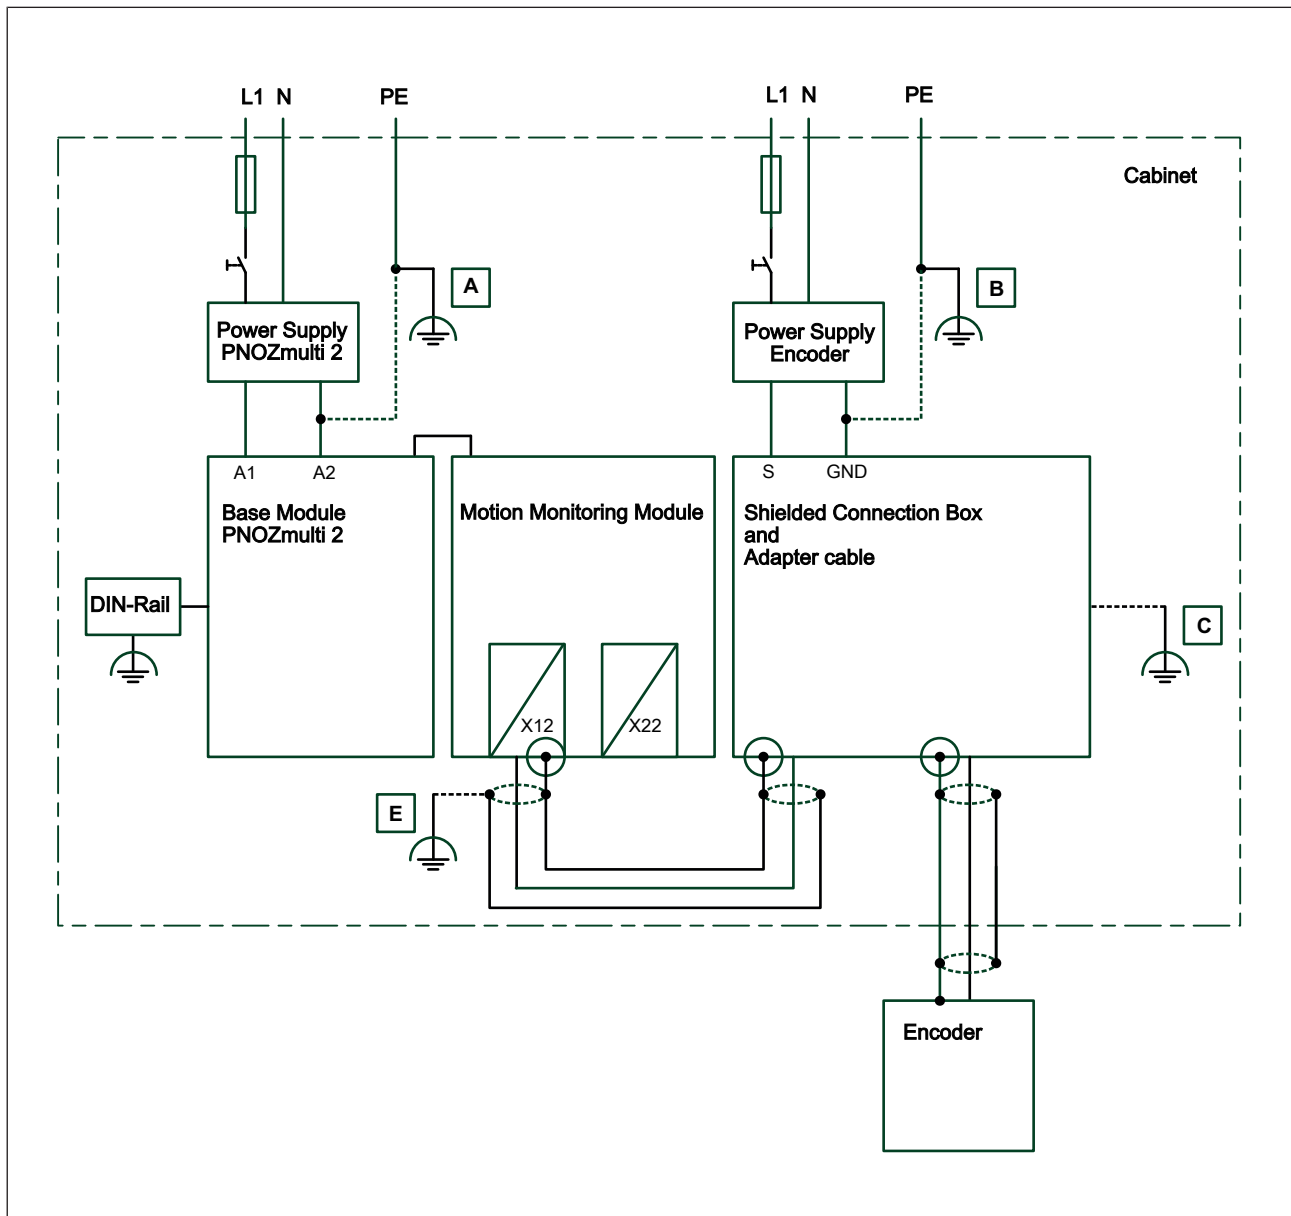 L1 N PE
L1 N PE
Cabinet
A
B
Power Supply
PNOZmulti 2
Power Supply
Encoder
A1 A2
S GND
Base Module
PNOZmulti 2
Motion Monitoring Module
Shielded Connection Box
and
Adapter cable
DIN-Rail
C
X12
X22
E
Encoder